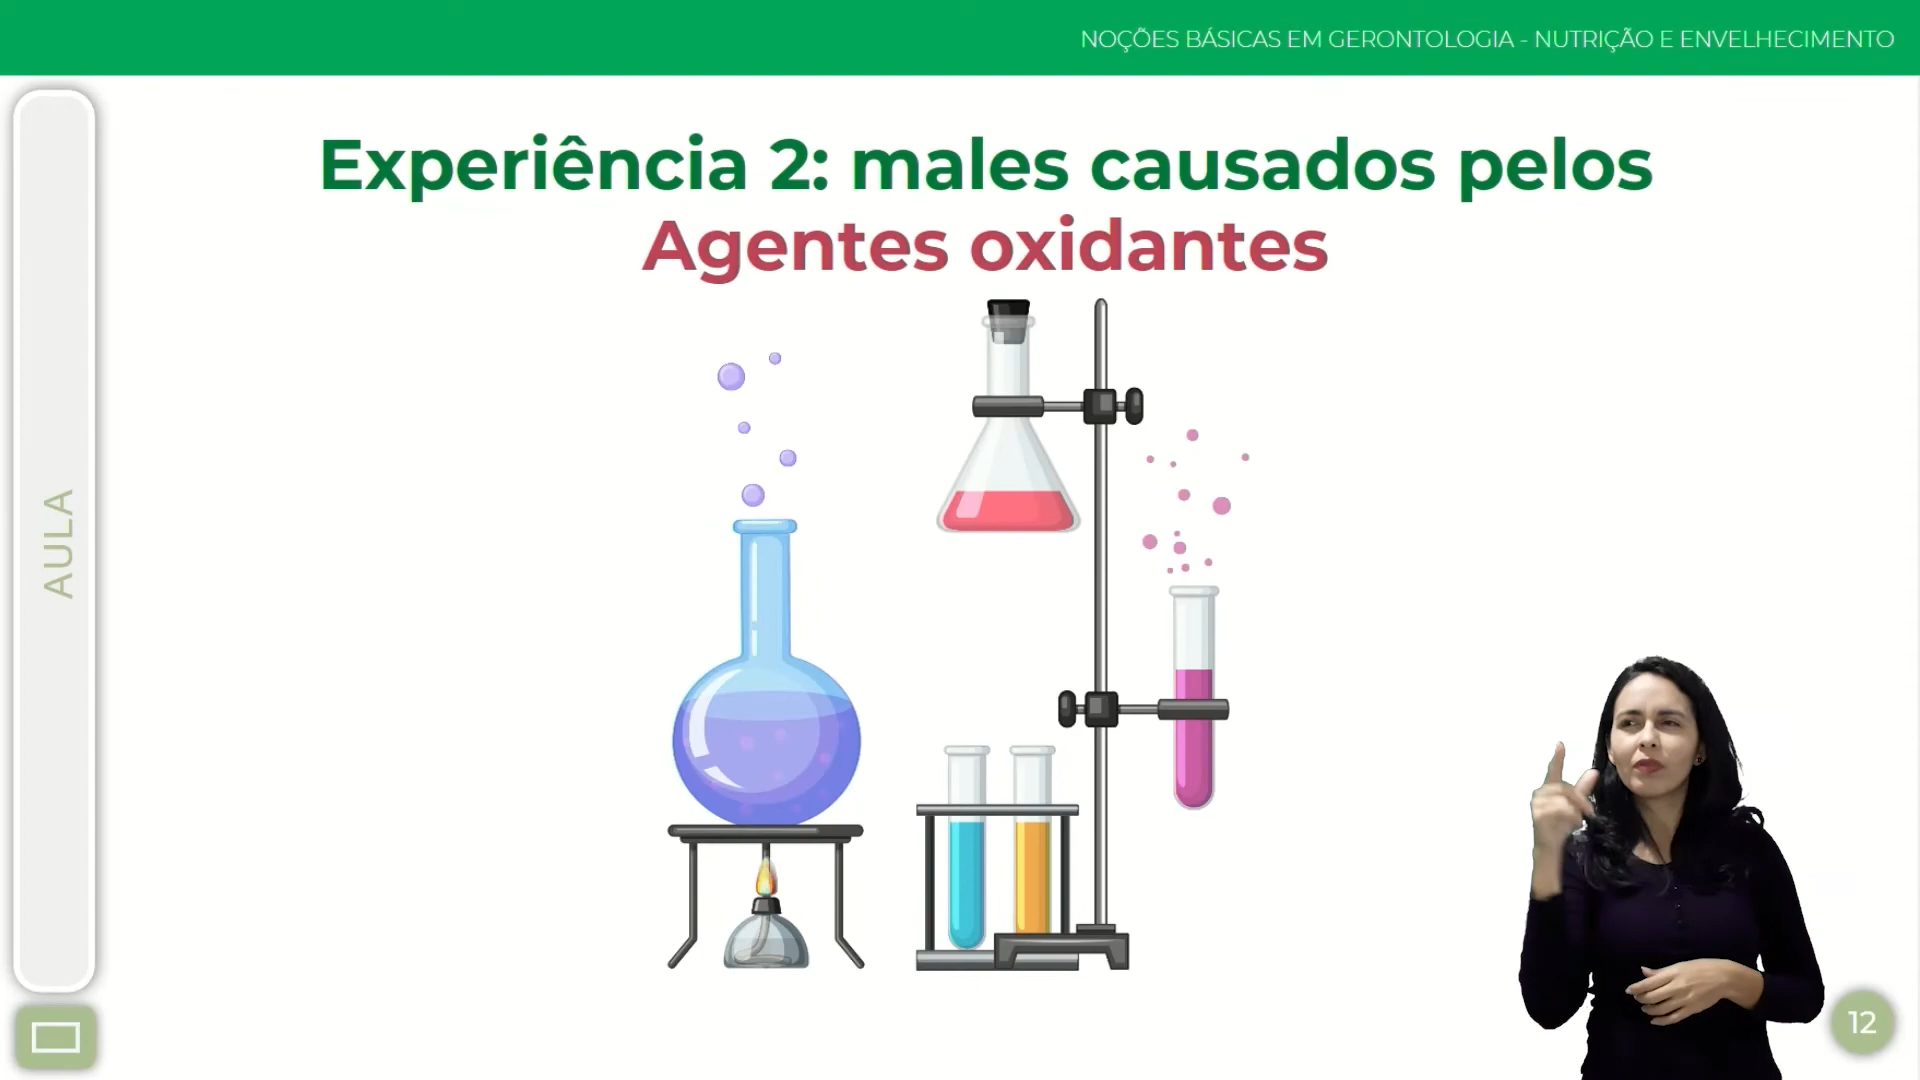 NOÇÕES BÁSICAS EM GERONTOLOGIA - NUTRIÇÃO E ENVELHECIMENTO
Experiência 2: males causados pelos
Agentes oxidantes
AULA
12